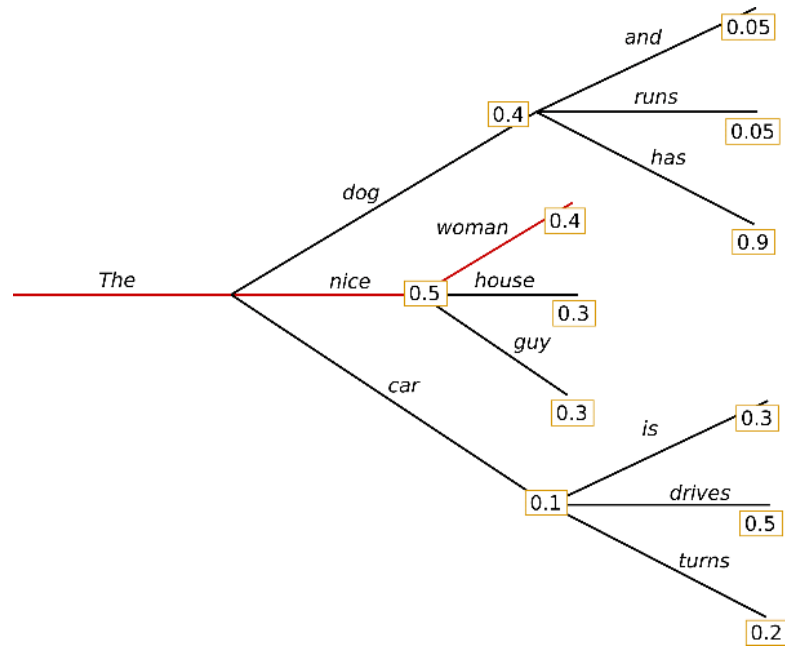 and
0.05
0.4
runs
0.05
has
dog
0.9
woman
0.4
The
nice
0.5
house
0.3
guy
car
0.3
is
0.3
0.1
drives
0.5
turns
0.2